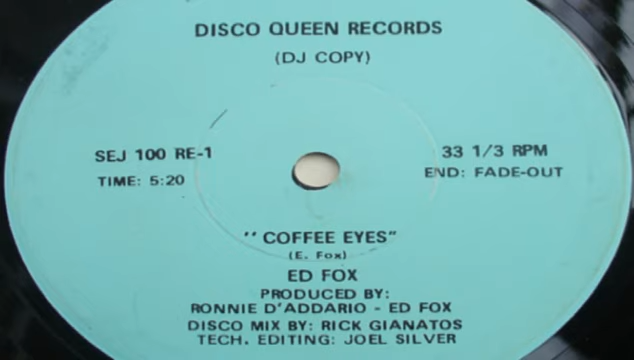 DISCO QUEEN RECORDS
(DJ COPY)
SEJ 100 RE-1
TIME: 5:20
33 1/3 RPM
END: FADE-OUT
"COFFEE EYES"
(E. Fox)
ED FOX
PRODUCED BY:
RONNIE D'ADDARIO - ED FOX
DISCO MIX BY: RICK GIANATOS
TECH. EDITING: JOEL SILVER